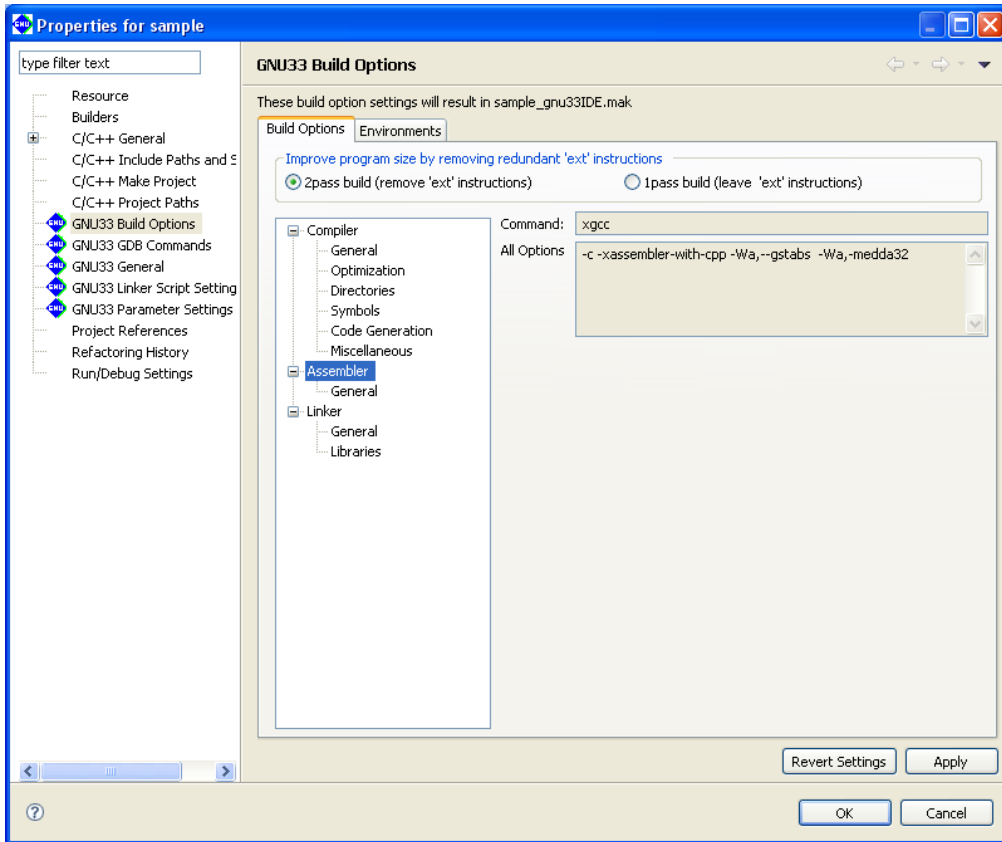 Properties for sample
type filter text
Resource
Builders
C/C++ General
C/C++ Include Paths and S
C/C++ Make Project
C/C++ Project Paths
GNU33 Build Options
GNU33 GDB Commands
GNU33 General
GNU33 Linker Script Setting
GNU33 Parameter Settings
Project References
Refactoring History
Run/Debug Settings
GNU33 Build Options
These build option settings will result in sample_gnu33IDE.mak
Build Options Environments
Improve program size by removing redundant 'ext' instructions
2pass build (remove 'ext' instructions) 1pass build (leave 'ext' instructions)
Compiler
General
Optimization
Directories
Symbols
Code Generation
Miscellaneous
Assembler
General
Linker
General
Libraries
Command: xgcc
All Options -c -xassembler-with-cpp -Wa,--gstabs -Wa,-medda32
Revert Settings Apply
OK Cancel